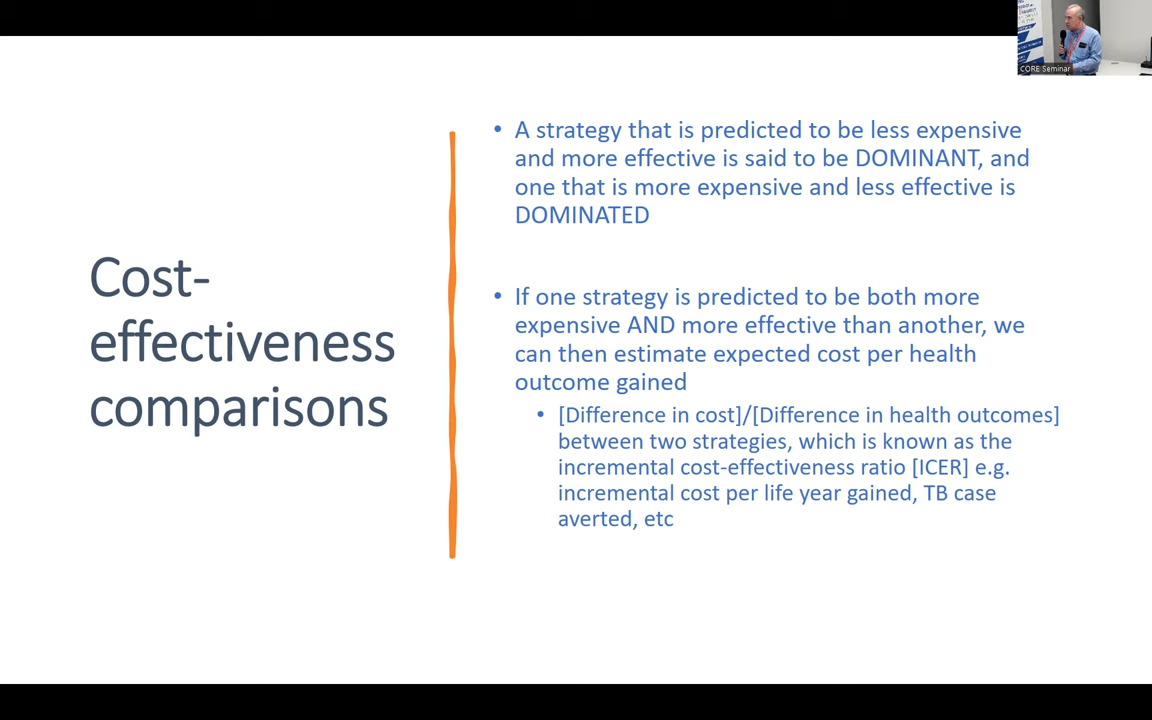 CORE Seminar
Cost-
effectiveness
comparisons
• A strategy that is predicted to be less expensive
and more effective is said to be DOMINANT, and
one that is more expensive and less effective is
DOMINATED
• If one strategy is predicted to be both more
expensive AND more effective than another, we
can then estimate expected cost per health
outcome gained
• [Difference in cost]/[Difference in health outcomes]
between two strategies, which is known as the
incremental cost-effectiveness ratio [ICER] e.g.
incremental cost per life year gained, TB case
averted, etc